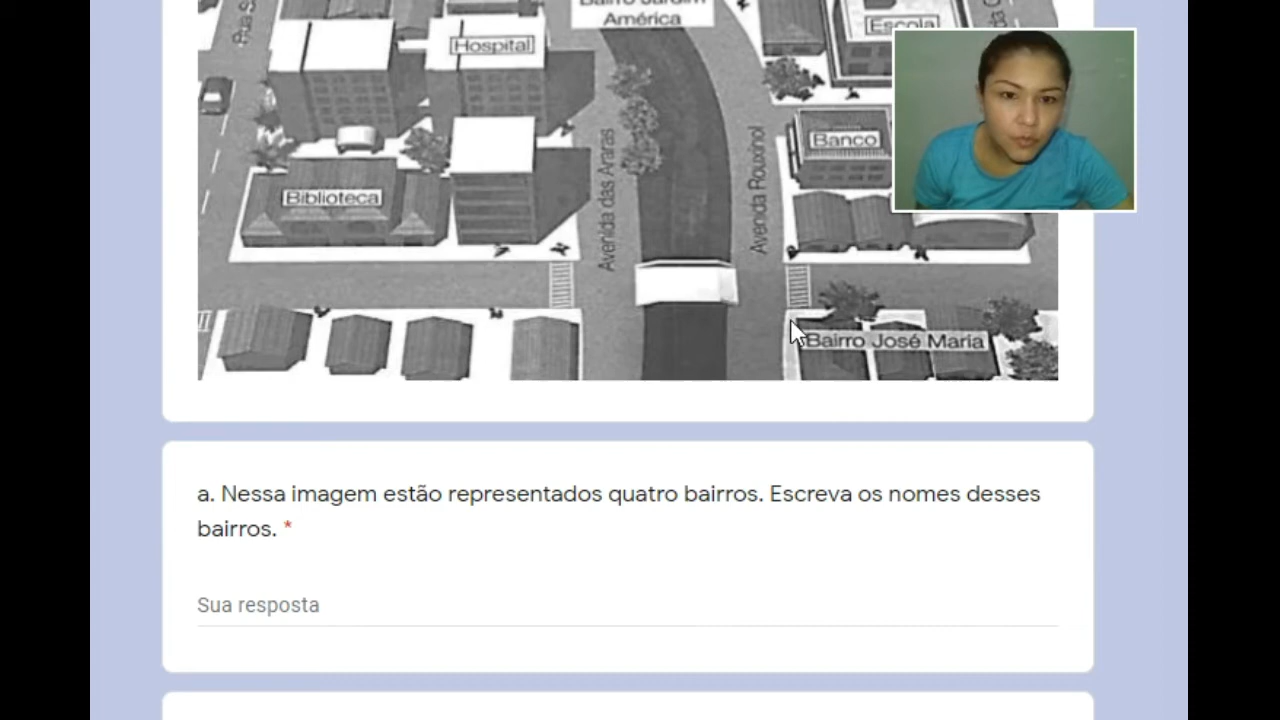 Bairro Jardim
América
Escola
Hospital
Banco
Biblioteca
Avenida das Araras
Avenida Rouxinol
Bairro José Maria
a. Nessa imagem estão representados quatro bairros. Escreva os nomes desses
bairros. *
Sua resposta